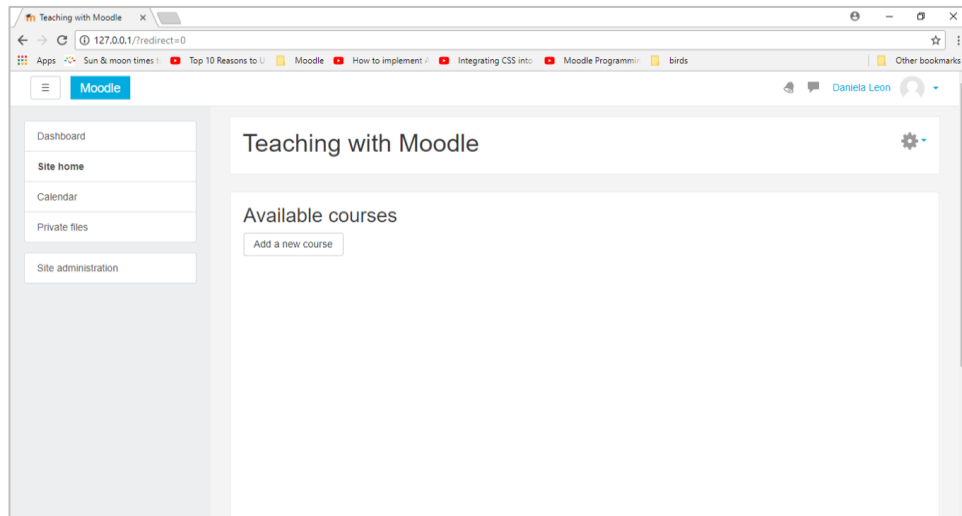 Teaching with Moodle
127.0.0.1/?redirect=0
Apps Sun & moon times t Top 10 Reasons to U Moodle How to implement A Integrating CSS into Moodle Programmin birds Other bookmarks
Moodle Daniela Leon
Dashboard
Site home
Calendar
Private files
Site administration
Teaching with Moodle
Available courses
Add a new course